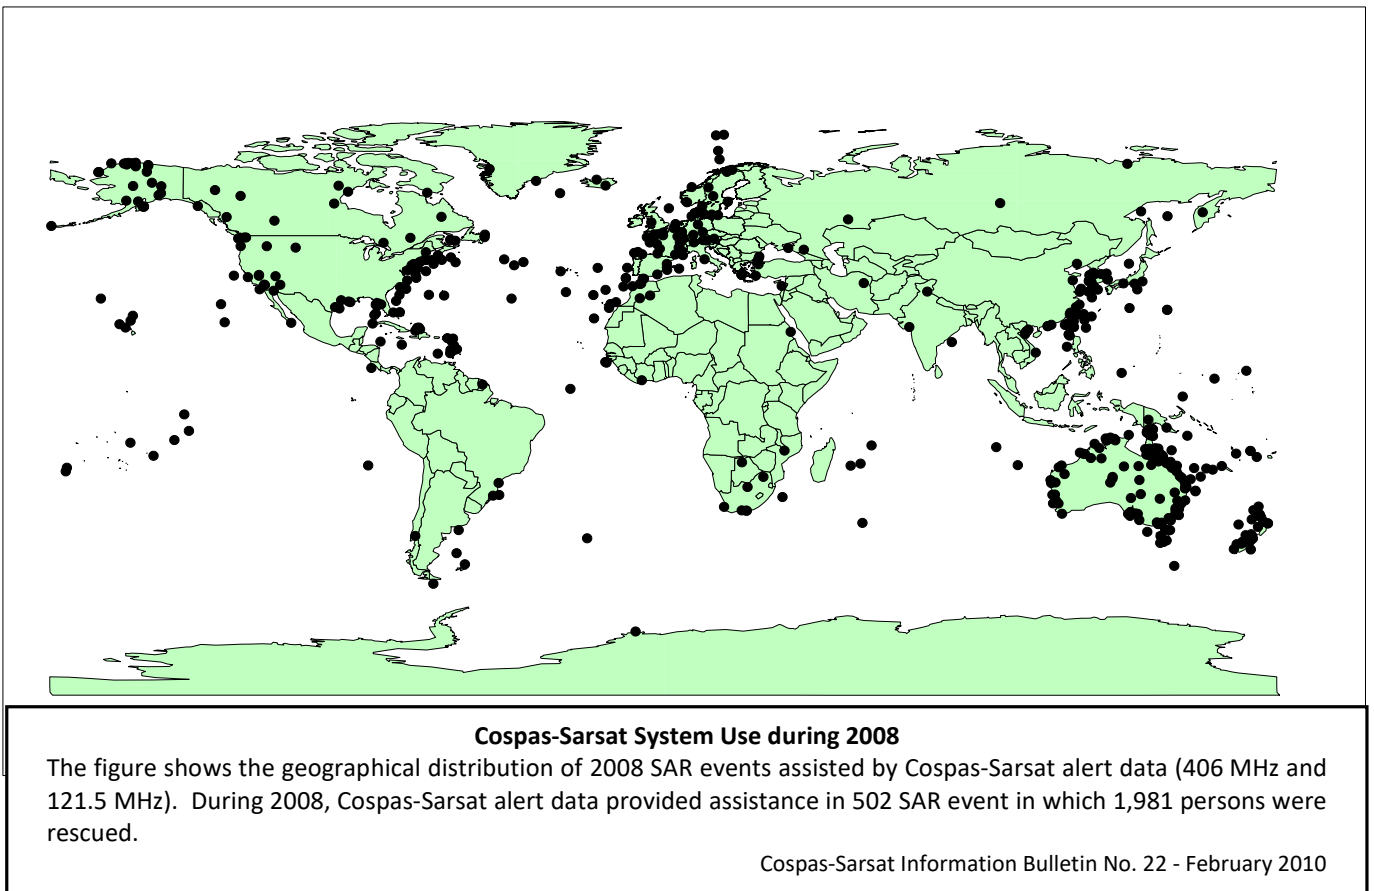 Cospas-Sarsat System Use during 2008
The figure shows the geographical distribution of 2008 SAR events assisted by Cospas-Sarsat alert data (406 MHz and
121.5 MHz).  During 2008, Cospas-Sarsat alert data provided assistance in 502 SAR event in which 1,981 persons were
rescued.
Cospas-Sarsat Information Bulletin No. 22 - February 2010